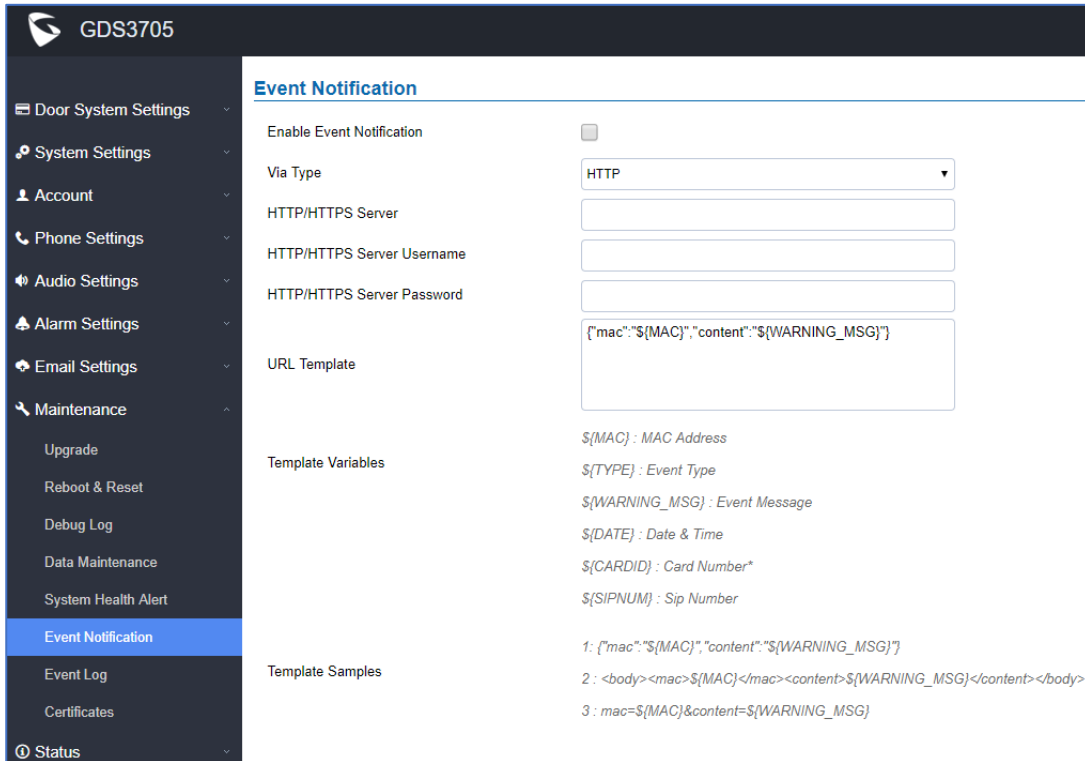 GDS3705
Door System Settings
System Settings
Account
Phone Settings
Audio Settings
Alarm Settings
Email Settings
Maintenance
Upgrade
Reboot & Reset
Debug Log
Data Maintenance
System Health Alert
Event Notification
Event Log
Certificates
Status
Event Notification
Enable Event Notification
Via Type
HTTP
HTTP/HTTPS Server
HTTP/HTTPS Server Username
HTTP/HTTPS Server Password
URL Template
{"mac":"${MAC}","content":"${WARNING_MSG}"}
Template Variables
${MAC} : MAC Address
${TYPE} : Event Type
${WARNING_MSG} : Event Message
${DATE} : Date & Time
${CARDID} : Card Number*
${SIPNUM} : Sip Number
Template Samples
1: {"mac":"${MAC}","content":"${WARNING_MSG}"}
2 : <body><mac>${MAC}</mac><content>${WARNING_MSG}</content></body>
3 : mac=${MAC}&content=${WARNING_MSG}